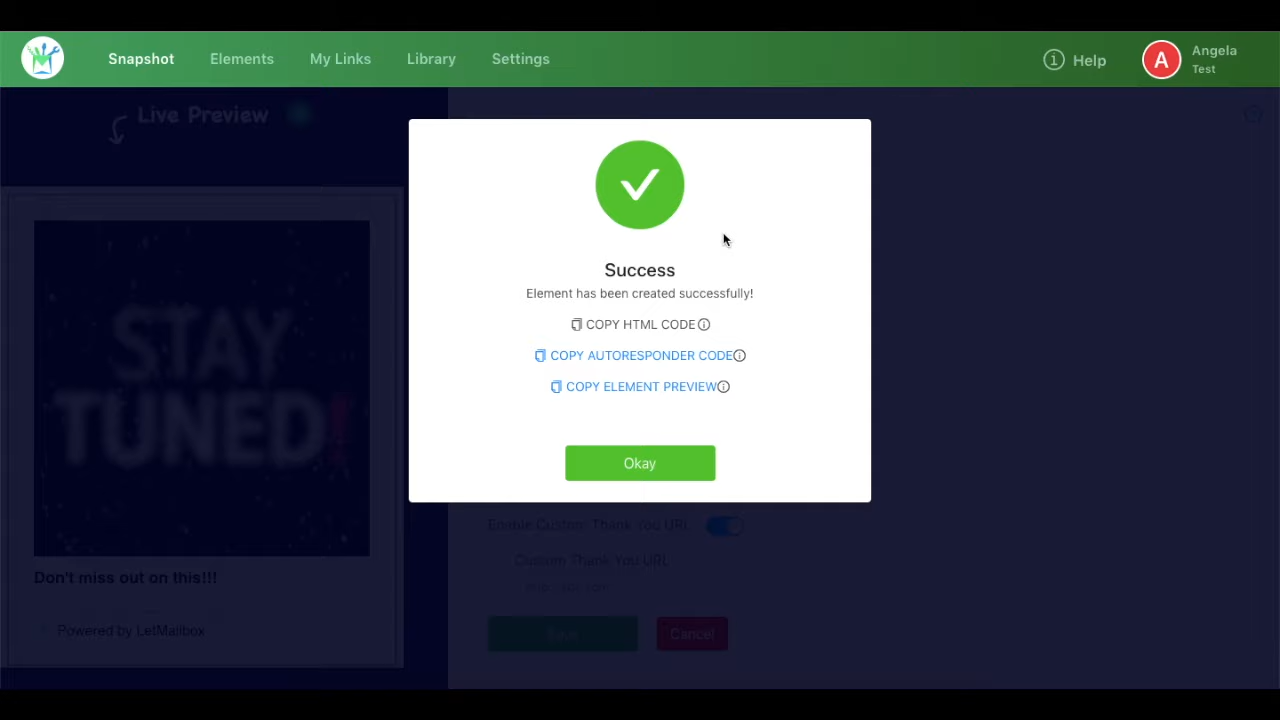 Snapshot
Elements
My Links
Library
Settings
Help
A
Angela
Test
Live Preview
STAY
TUNED!
Don't miss out on this!!!
Powered by LetMailbox
Success
Element has been created successfully!
COPY HTML CODE
COPY AUTORESPONDER CODE
COPY ELEMENT PREVIEW
Okay
Enable Custom Thank You URL
Custom Thank You URL
Save
Cancel